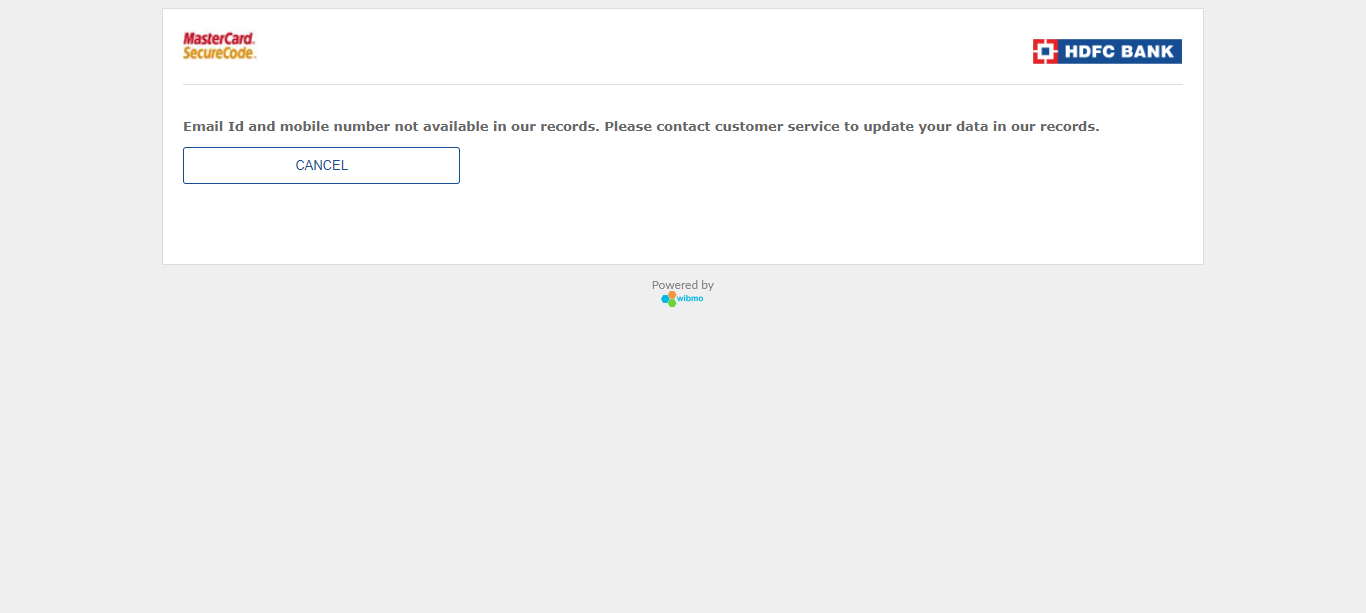 MasterCard.
SecureCode.
HDFC BANK
Email Id and mobile number not available in our records. Please contact customer service to update your data in our records.
CANCEL
Powered by
wibmo